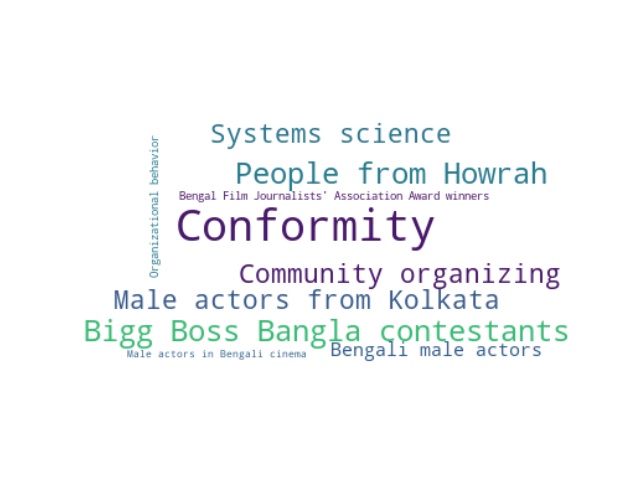 Systems science
Organizational behavior
People from Howrah
Bengal Film Journalists' Association Award winners
Conformity
Community organizing
Male actors from Kolkata
Bigg Boss Bangla contestants
Male actors in Bengali cinema
Bengali male actors